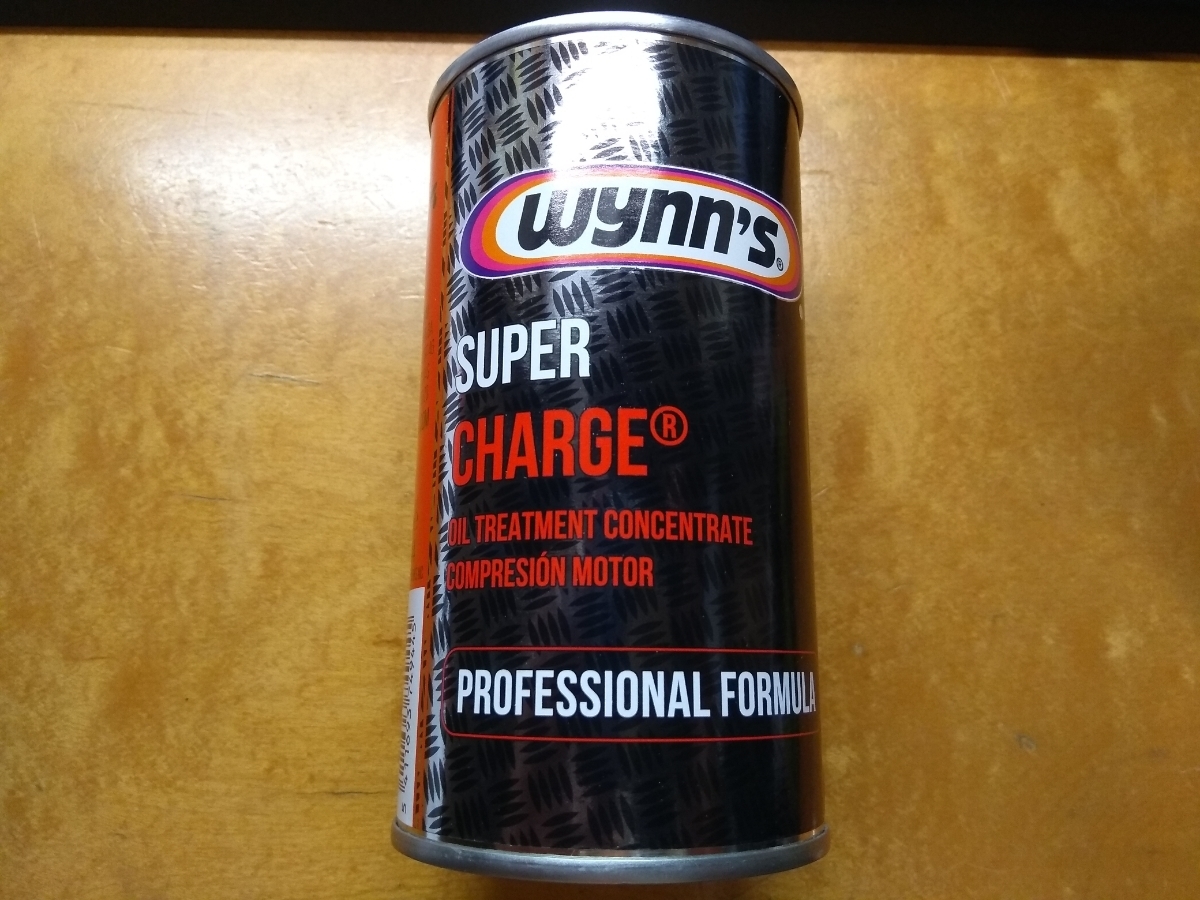 Wynn's®
SUPER
CHARGE®
OIL TREATMENT CONCENTRATE
COMPRESIÓN MOTOR
PROFESSIONAL FORMULA